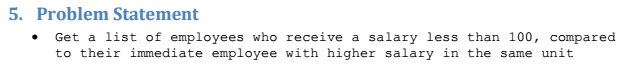 5. Problem Statement
• Get a list of employees who receive a salary less than 100, compared
to their immediate employee with higher salary in the same unit